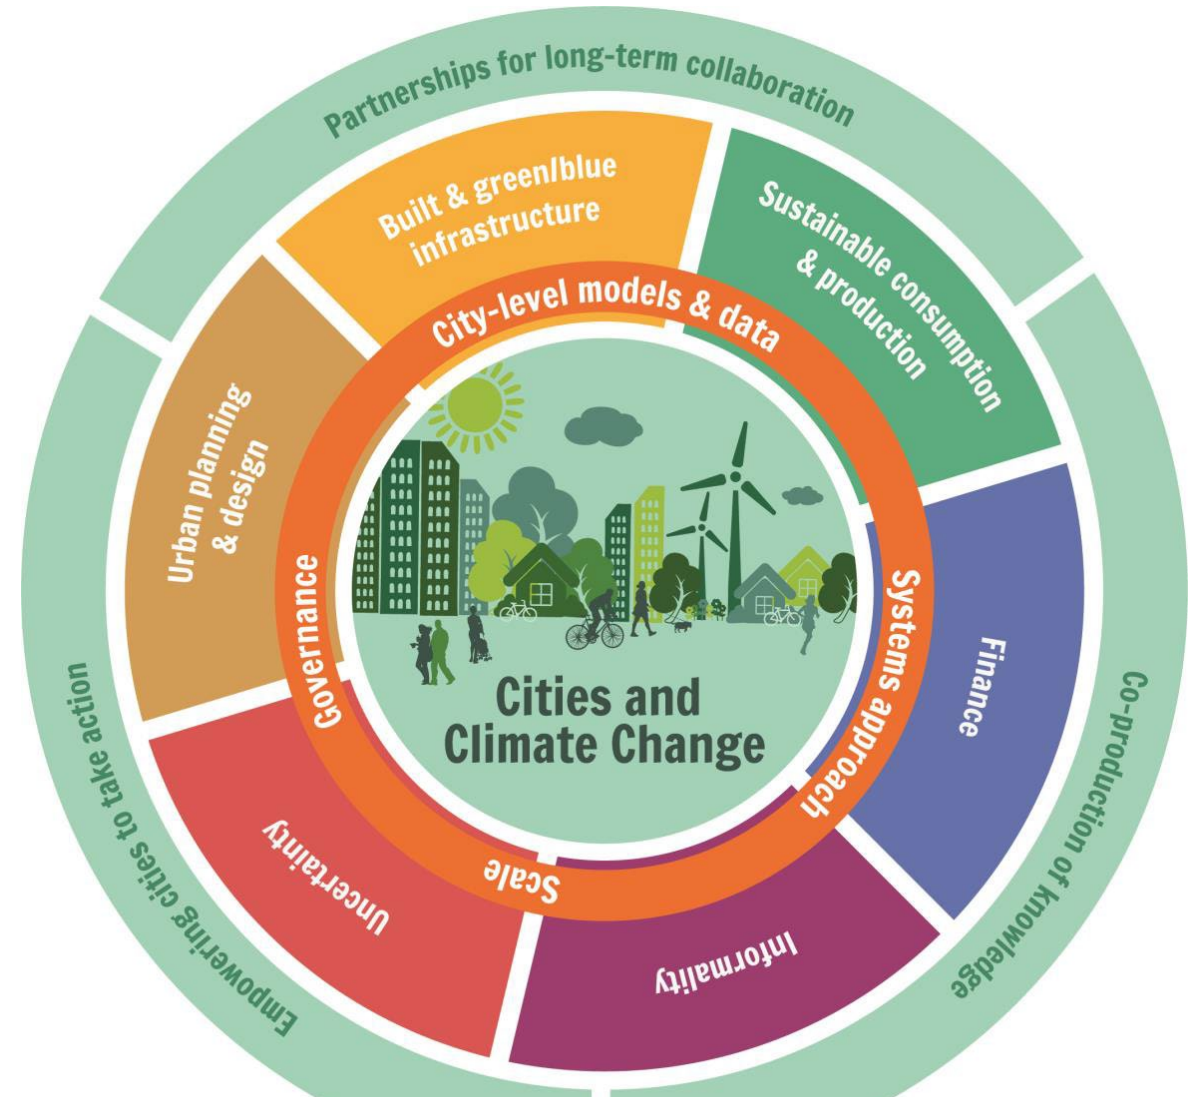 Partnerships for long-term collaboration
Built & green/blue
infrastructure
Sustainable consumption
& production
City-level models & data
Urban planning
& design
Governance
Systems approach
Finance
Cities and
Climate Change
Empowering cities to take action
Co-production of knowledge
Uncertainty
Scale
Informality